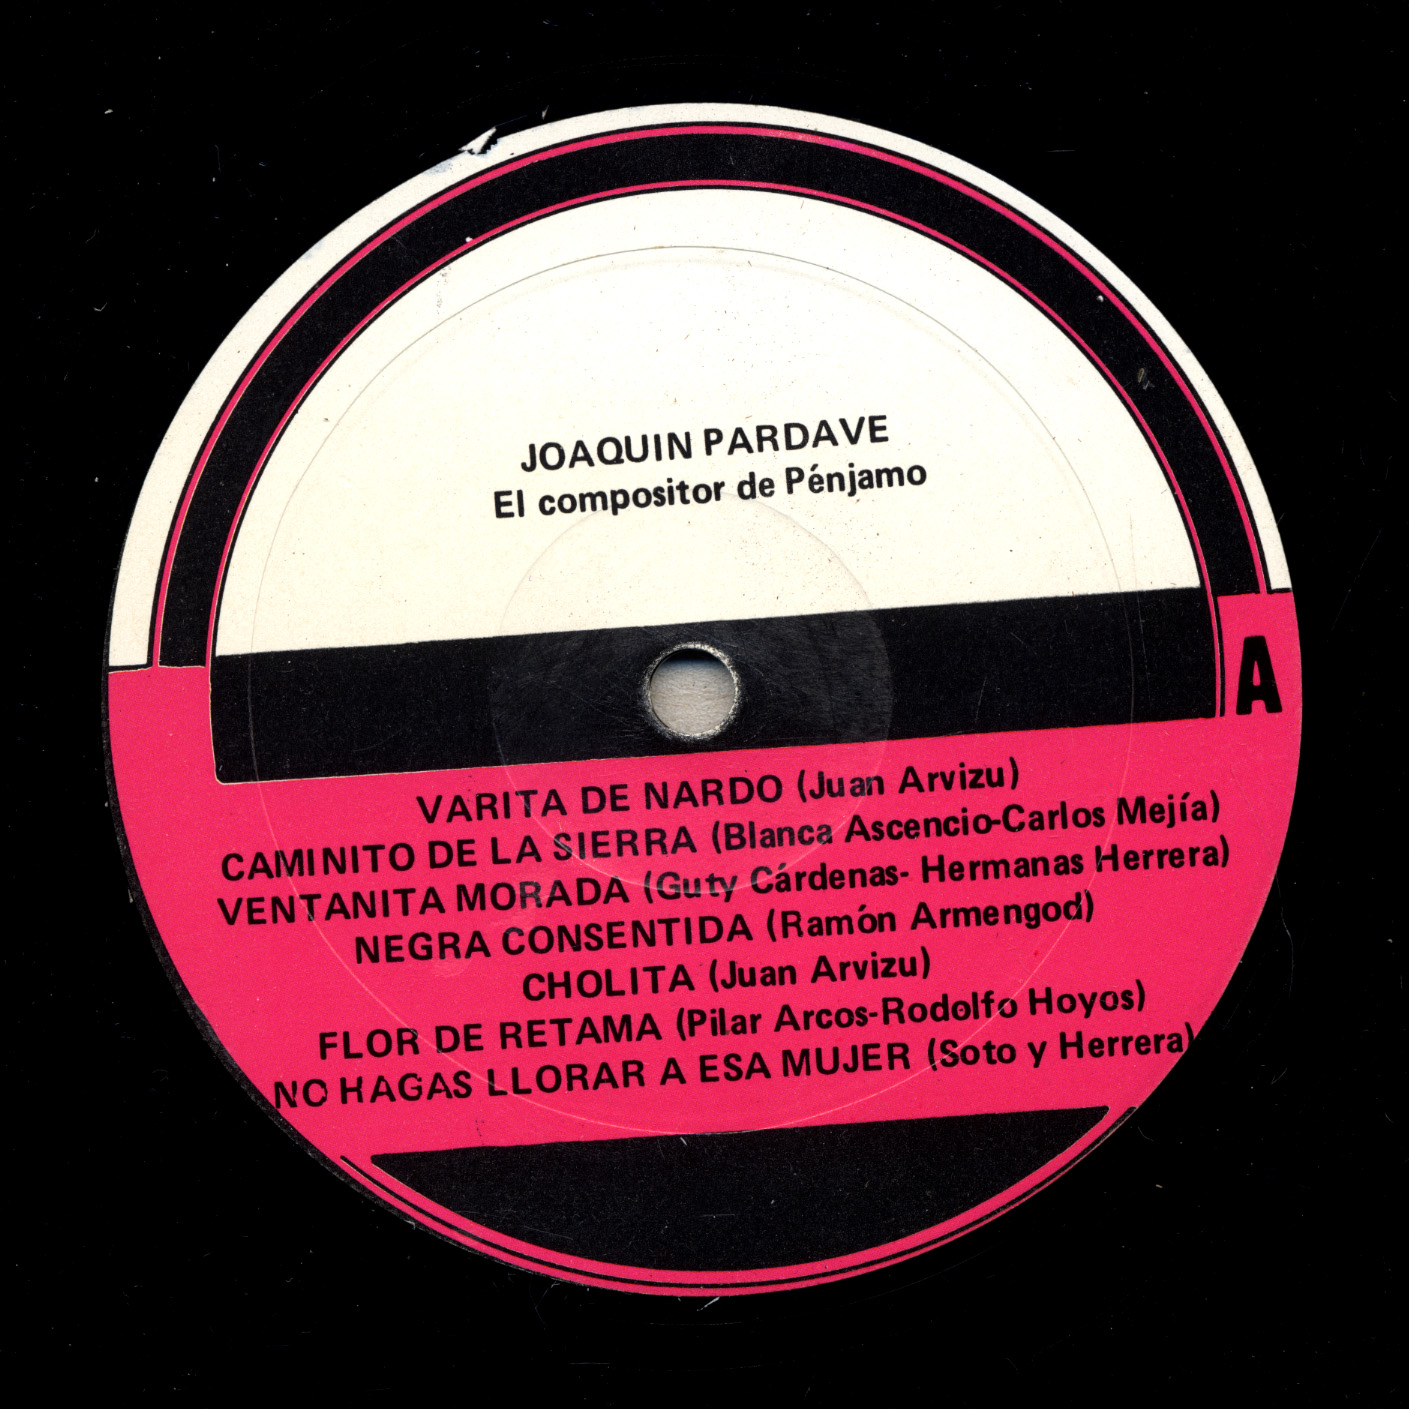 JOAQUIN PARDAVE
El compositor de Pénjamo
A
VARITA DE NARDO (Juan Arvizu)
CAMINITO DE LA SIERRA (Blanca Ascencio-Carlos Mejía)
VENTANITA MORADA (Guty Cárdenas- Hermanas Herrera)
NEGRA CONSENTIDA (Ramón Armengod)
CHOLITA (Juan Arvizu)
FLOR DE RETAMA (Pilar Arcos-Rodolfo Hoyos)
NO HAGAS LLORAR A ESA MUJER (Soto y Herrera)